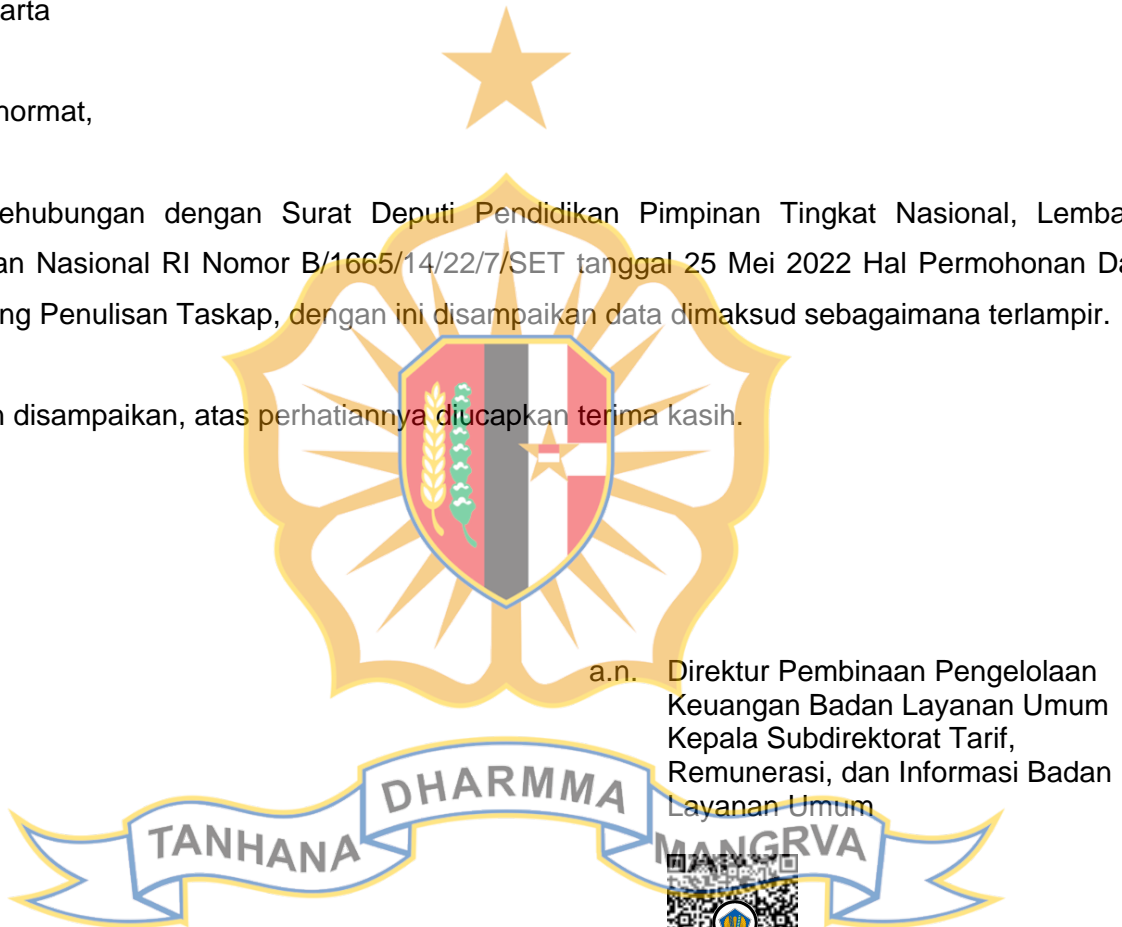 arta
hormat,
ehubungan dengan Surat Deputi Pendidikan Pimpinan Tingkat Nasional, Lemba
an Nasional RI Nomor B/1665/14/22/7/SET tanggal 25 Mei 2022 Hal Permohonan Da
ng Penulisan Taskap, dengan ini disampaikan data dimaksud sebagaimana terlampir.
n disampaikan, atas perhatiannya diucapkan terima kasih.
a.n. Direktur Pembinaan Pengelolaan
Keuangan Badan Layanan Umum
Kepala Subdirektorat Tarif,
Remunerasi, dan Informasi Badan
Layanan Umum
TANHANA DHARMMA MANGRVA